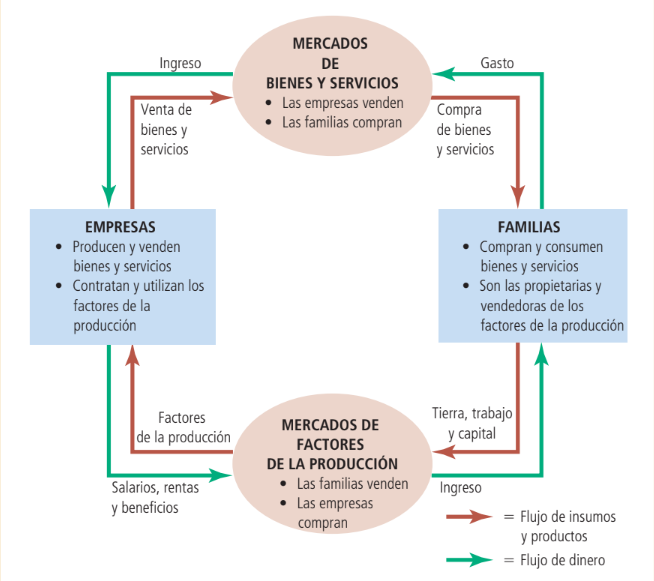 MERCADOS
DE
BIENES Y SERVICIOS
• Las empresas venden
• Las familias compran
Ingreso
Gasto
Venta de
bienes y
servicios
Compra
de bienes
y servicios
EMPRESAS
• Producen y venden
bienes y servicios
• Contratan y utilizan los
factores de la
producción
FAMILIAS
• Compran y consumen
bienes y servicios
• Son las propietarias y
vendedoras de los
factores de la producción
Factores
de la producción
Tierra, trabajo
y capital
MERCADOS DE
FACTORES
DE LA PRODUCCIÓN
• Las familias venden
• Las empresas
compran
Salarios, rentas
y beneficios
Ingreso
= Flujo de insumos
y productos
= Flujo de dinero